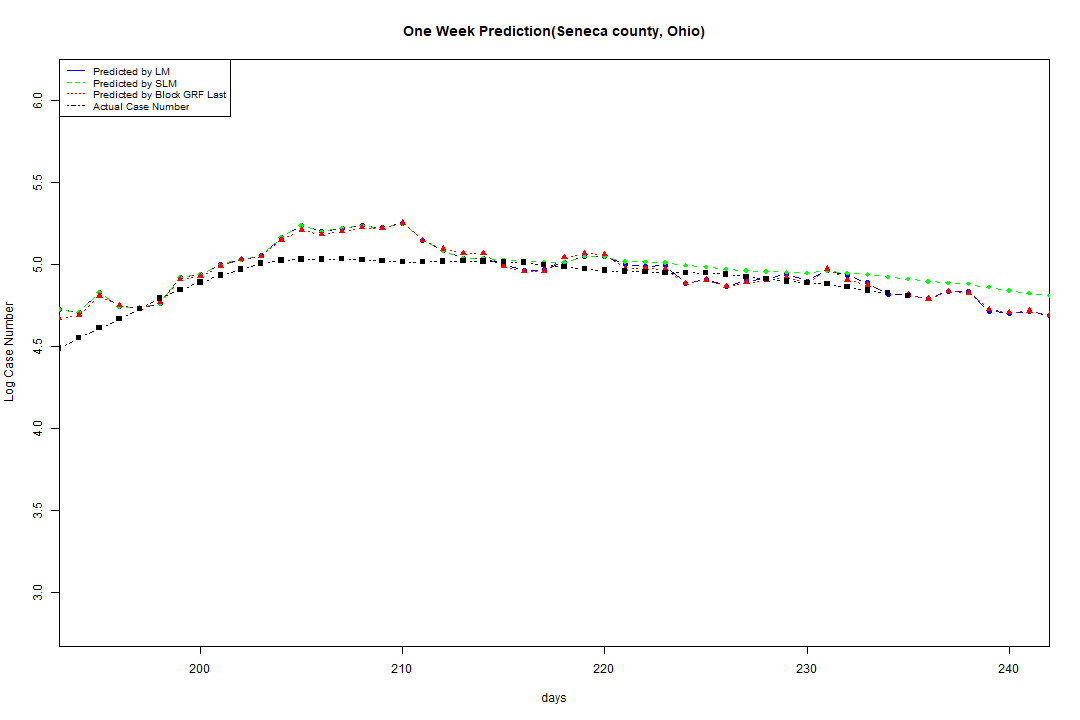 One Week Prediction(Seneca county, Ohio)
Predicted by LM
Predicted by SLM
Predicted by Block GRF Last
Actual Case Number
6.0
5.5
5.0
4.5
4.0
3.5
3.0
Log Case Number
200 210 220 230 240
days